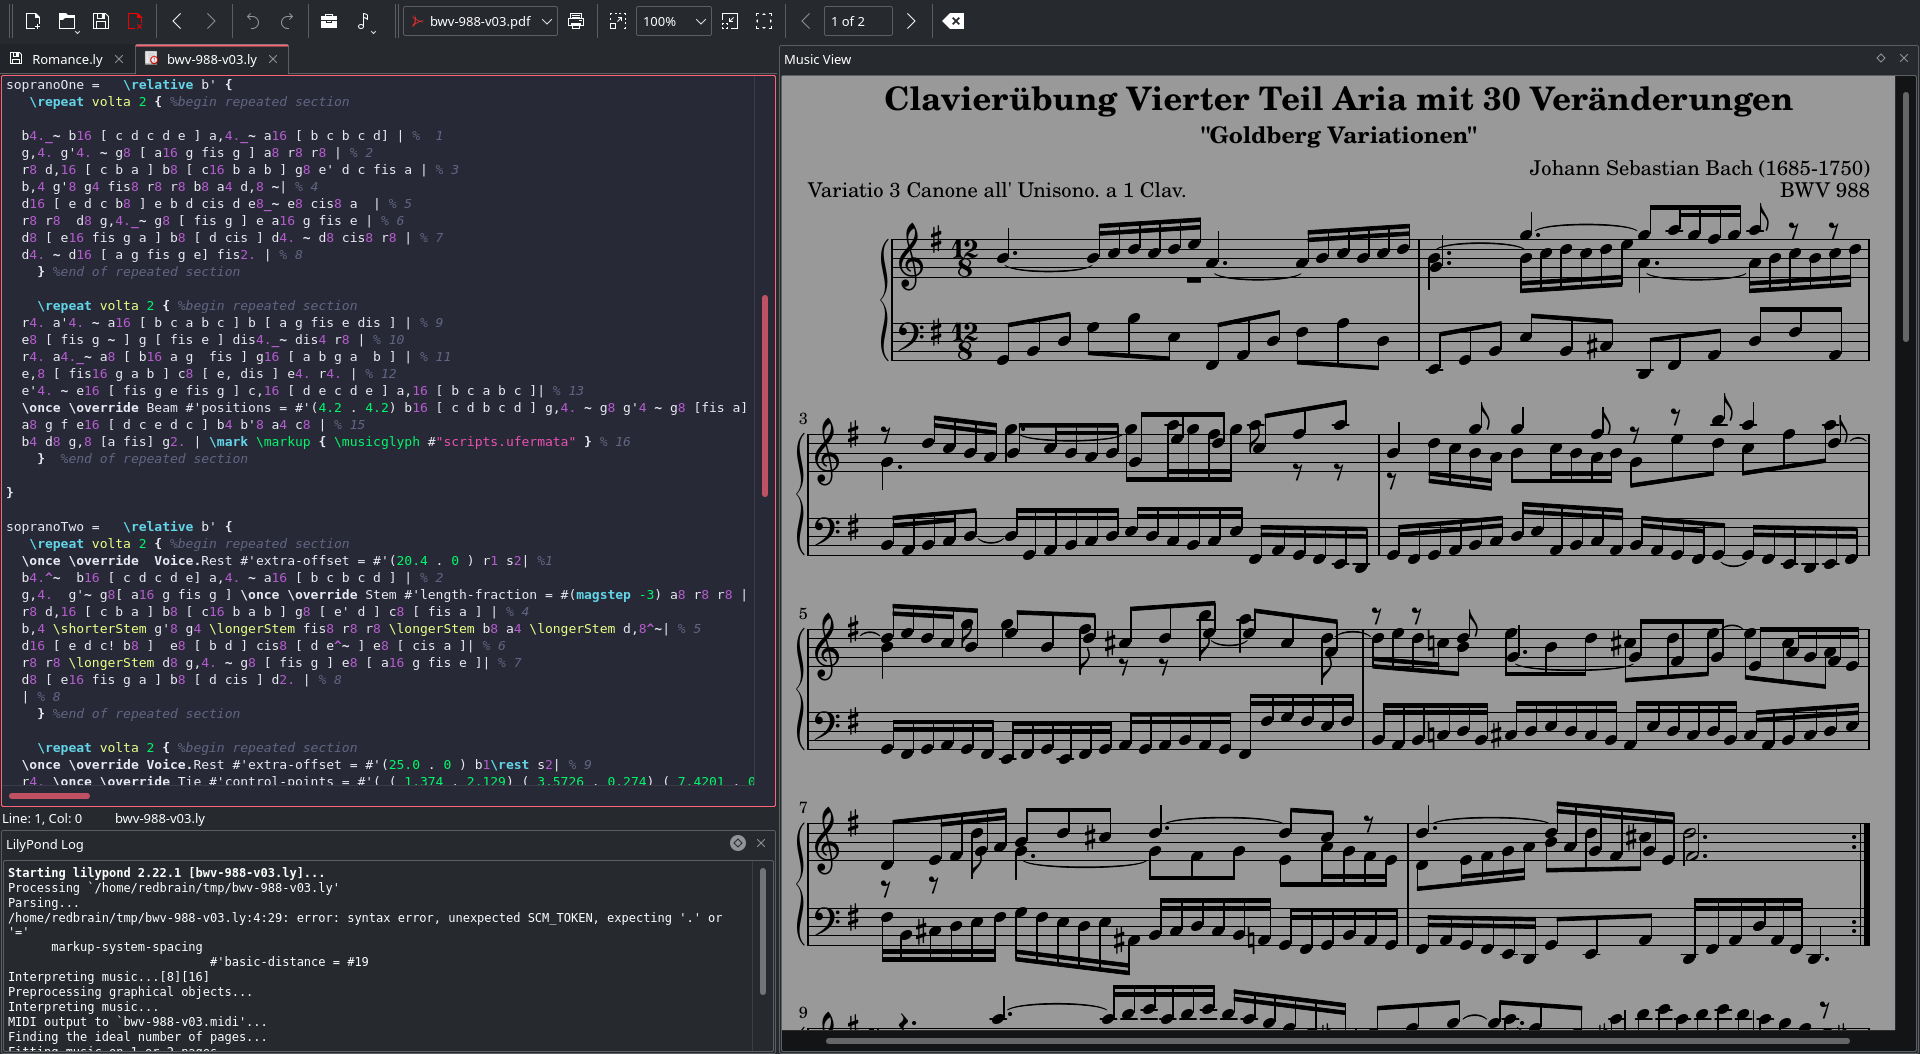 bwv-988-v03.pdf 100% 1 of 2
Romance.ly bwv-988-v03.ly
sopranoOne =   \relative b' {
\repeat volta 2 { %begin repeated section
b4._~ b16 [ c d c d e ] a,4._~ a16 [ b c b c d] | %  1
g,4. g'4. ~ g8 [ a16 g fis g ] a8 r8 r8 | % 2
r8 d,16 [ c b a ] b8 [ c16 b a b ] g8 e' d c fis a | % 3
b,4 g'8 g4 fis8 r8 r8 b8 a4 d,8 ~| % 4
d16 [ e d c b8 ] e b d cis d e8_~ e8 cis8 a  | % 5
r8 r8  d8 g,4._~ g8 [ fis g ] e a16 g fis e | % 6
d8 [ e16 fis g a ] b8 [ d cis ] d4. ~ d8 cis8 r8 | % 7
d4. ~ d16 [ a g fis g e] fis2. | % 8
} %end of repeated section
\repeat volta 2 { %begin repeated section
r4. a'4. ~ a16 [ b c a b c ] b [ a g fis e dis ] | % 9
e8 [ fis g ~ ] g [ fis e ] dis4._~ dis4 r8 | % 10
r4. a4._~ a8 [ b16 a g  fis ] g16 [ a b g a  b ] | % 11
e,8 [ fis16 g a b ] c8 [ e, dis ] e4. r4. | % 12
e'4. ~ e16 [ fis g e fis g ] c,16 [ d e c d e ] a,16 [ b c a b c ]| % 13
\once \override Beam #'positions = #'(4.2 . 4.2) b16 [ c d b c d ] g,4. ~ g8 g'4 ~ g8 [fis a]
a8 g f e16 [ d c e d c ] b4 b'8 a4 c8 | % 15
b4 d8 g,8 [a fis] g2. | \mark \markup { \musicglyph #"scripts.ufermata" } % 16
}  %end of repeated section
}
sopranoTwo =   \relative b' {
\repeat volta 2 { %begin repeated section
\once \override  Voice.Rest #'extra-offset = #'(20.4 . 0 ) r1 s2| %1
b4.^~  b16 [ c d c d e] a,4. ~ a16 [ b c b c d ] | % 2
g,4.  g'~ g8[ a16 g fis g ] \once \override Stem #'length-fraction = #(magstep -3) a8 r8 r8 |
r8 d,16 [ c b a ] b8 [ c16 b a b ] g8 [ e' d ] c8 [ fis a ] | % 4
b,4 \shorterStem g'8 g4 \longerStem fis8 r8 r8 \longerStem b8 a4 \longerStem d,8^~| % 5
d16 [ e d c! b8 ]  e8 [ b d ] cis8 [ d e^~ ] e8 [ cis a ]| % 6
r8 r8 \longerStem d8 g,4. ~ g8 [ fis g ] e8 [ a16 g fis e ]| % 7
d8 [ e16 fis g a ] b8 [ d cis ] d2. | % 8
| % 8
} %end of repeated section
\repeat volta 2 { %begin repeated section
\once \override Voice.Rest #'extra-offset = #'(25.0 . 0 ) b1\rest s2| % 9
r4. \once \override Tie #'control-points = #'( ( 1.374 . 2.129) ( 3.5726 . 0.274) ( 7.4201 . 0
Line: 1, Col: 0 bwv-988-v03.ly
LilyPond Log
Starting lilypond 2.22.1 [bwv-988-v03.ly]...
Processing `/home/redbrain/tmp/bwv-988-v03.ly'
Parsing...
/home/redbrain/tmp/bwv-988-v03.ly:4:29: error: syntax error, unexpected SCM_TOKEN, expecting '.' or
'='
markup-system-spacing
#'basic-distance = #19
Interpreting music...[8][16]
Preprocessing graphical objects...
Interpreting music...
MIDI output to `bwv-988-v03.midi'...
Finding the ideal number of pages...
Fitting music on 1 or 2 pages...
Music View
Clavierübung Vierter Teil Aria mit 30 Veränderungen
"Goldberg Variationen"
Johann Sebastian Bach (1685-1750)
Variatio 3 Canone all' Unisono. a 1 Clav. BWV 988
12
8
12
8
3
5
7
9